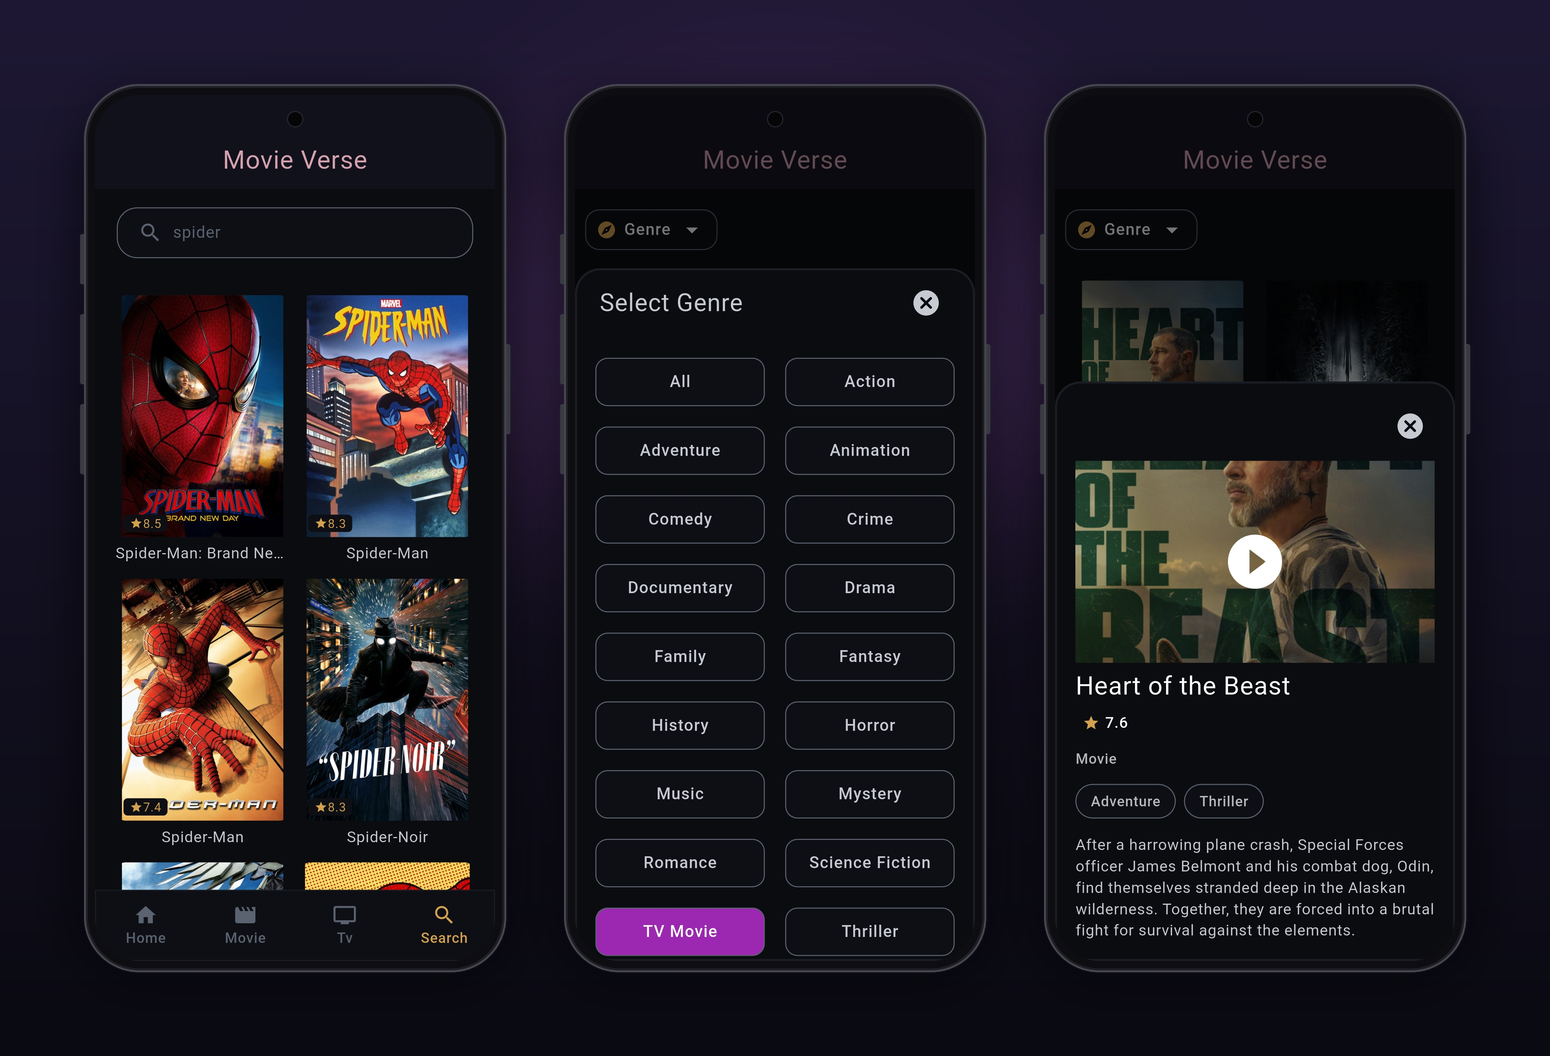 Movie Verse
spider
SPIDER-MAN
BRAND NEW DAY
8.5
Spider-Man: Brand Ne...
MARVEL
SPIDER-MAN
8.3
Spider-Man
7.4
DER-MAN
Spider-Man
“SPIDER-NOIR”
8.3
Spider-Noir
Home
Movie
Tv
Search
Movie Verse
Genre
Select Genre
All
Action
Adventure
Animation
Comedy
Crime
Documentary
Drama
Family
Fantasy
History
Horror
Music
Mystery
Romance
Science Fiction
TV Movie
Thriller
Movie Verse
Genre
HEART
OF
OF
THE
BEAST
Heart of the Beast
7.6
Movie
Adventure
Thriller
After a harrowing plane crash, Special Forces
officer James Belmont and his combat dog, Odin,
find themselves stranded deep in the Alaskan
wilderness. Together, they are forced into a brutal
fight for survival against the elements.